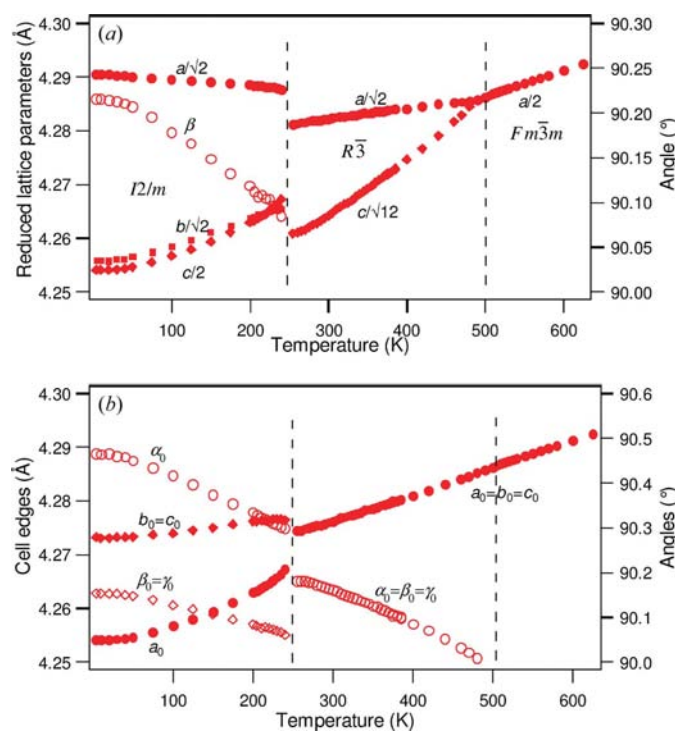 (a)
Reduced lattice parameters (Å)
Angle (°)
4.30
4.29
4.28
4.27
4.26
4.25
90.30
90.25
90.20
90.15
90.10
90.05
90.00
a/√2
β
I2/m
b/√2
c/2
a/√2
R3̅
c/√12
a/2
Fm3̅m
100 200 300 400 500 600
Temperature (K)
(b)
Cell edges (Å)
Angles (°)
4.30
4.29
4.28
4.27
4.26
4.25
90.6
90.5
90.4
90.3
90.2
90.1
90.0
α₀
b₀=c₀
β₀=γ₀
a₀
a₀=b₀=c₀
α₀=β₀=γ₀
100 200 300 400 500 600
Temperature (K)